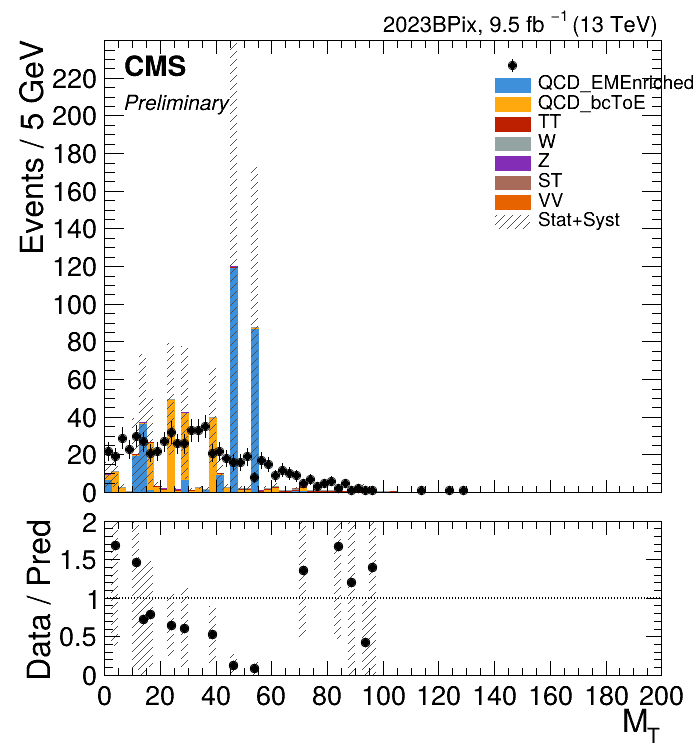 2023BPix, 9.5 fb⁻¹ (13 TeV)
CMS
Preliminary
QCD_EMEnriched
QCD_bcToE
TT
W
Z
ST
VV
Stat+Syst
Events / 5 GeV
220
200
180
160
140
120
100
80
60
40
20
0
Data / Pred
2
1.5
1
0.5
0
0 20 40 60 80 100 120 140 160 180 200
M_T